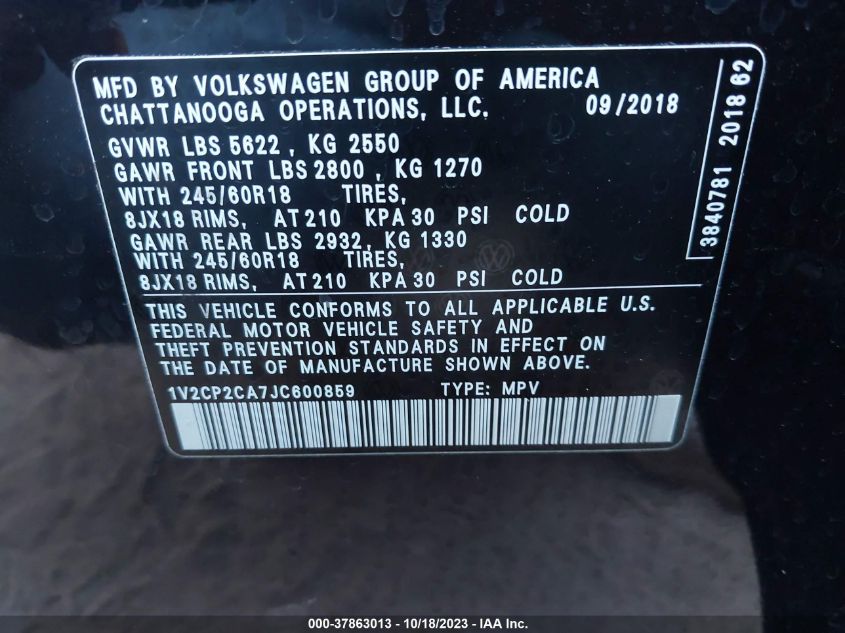 MFD BY VOLKSWAGEN GROUP OF AMERICA
CHATTANOOGA OPERATIONS, LLC. 09/2018
GVWR LBS 5622 , KG 2550
GAWR FRONT LBS 2800 , KG 1270
WITH 245/60R18 TIRES,
8JX18 RIMS, AT 210 KPA 30 PSI COLD
GAWR REAR LBS 2932, KG 1330
WITH 245/60R18 TIRES,
8JX18 RIMS, AT 210 KPA 30 PSI COLD
THIS VEHICLE CONFORMS TO ALL APPLICABLE U.S.
FEDERAL MOTOR VEHICLE SAFETY AND
THEFT PREVENTION STANDARDS IN EFFECT ON
THE DATE OF MANUFACTURE SHOWN ABOVE.
1V2CP2CA7JC600859 TYPE: MPV
3840781 2018 62
000-37863013 - 10/18/2023 - IAA Inc.